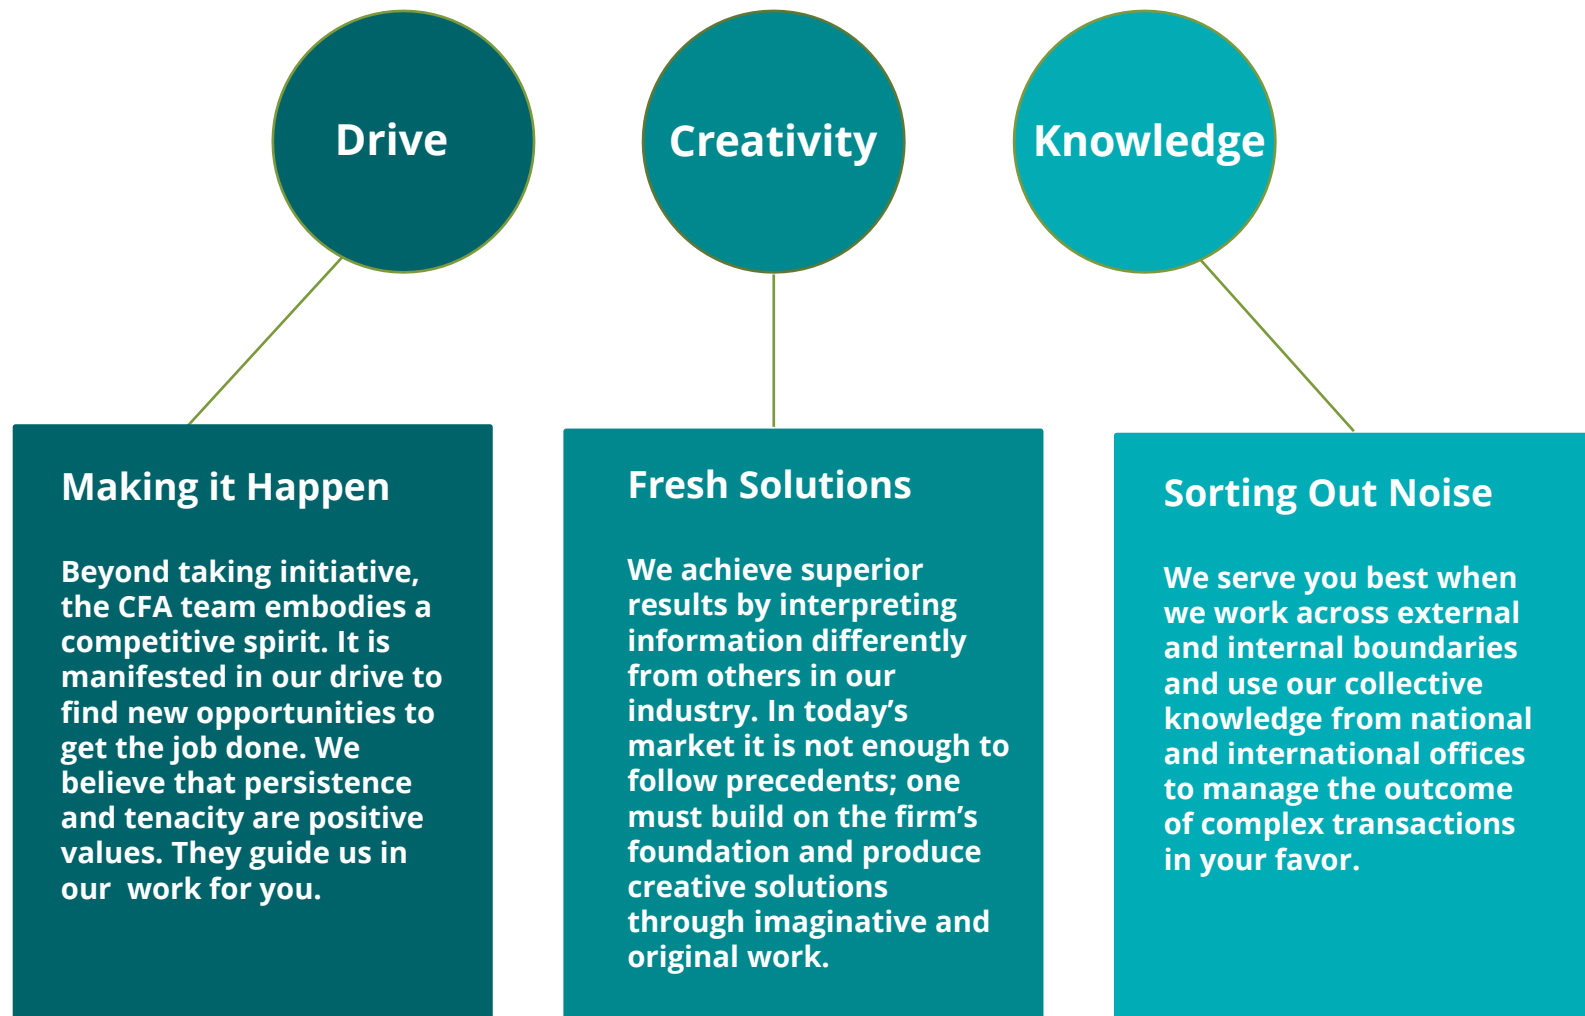 Drive
Creativity
Knowledge
Making it Happen
Beyond taking initiative,
the CFA team embodies a
competitive spirit. It is
manifested in our drive to
find new opportunities to
get the job done. We
believe that persistence
and tenacity are positive
values. They guide us in
our  work for you.
Fresh Solutions
We achieve superior
results by interpreting
information differently
from others in our
industry. In today’s
market it is not enough to
follow precedents; one
must build on the firm’s
foundation and produce
creative solutions
through imaginative and
original work.
Sorting Out Noise
We serve you best when
we work across external
and internal boundaries
and use our collective
knowledge from national
and international offices
to manage the outcome
of complex transactions
in your favor.